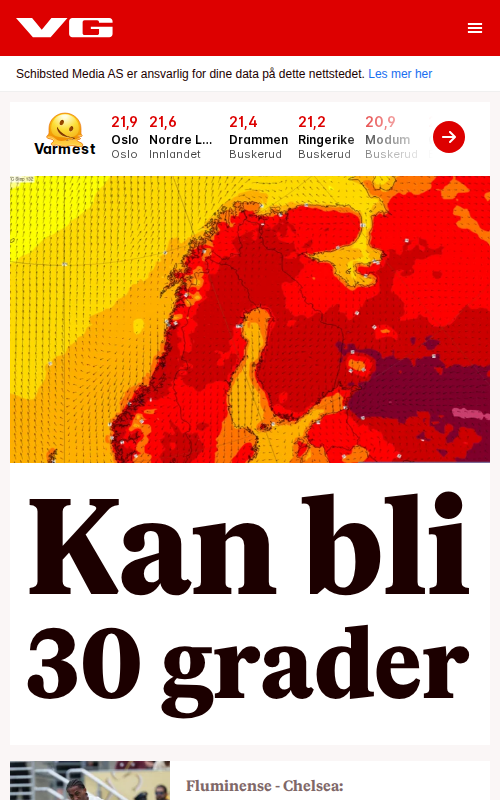 VG
Schibsted Media AS er ansvarlig for dine data på dette nettstedet. Les mer her
Varmest
21,9
Oslo
Oslo
21,6
Nordre L...
Innlandet
21,4
Drammen
Buskerud
21,2
Ringerike
Buskerud
20,9
Modum
Buskerud
Kan bli
30 grader
Fluminense - Chelsea: